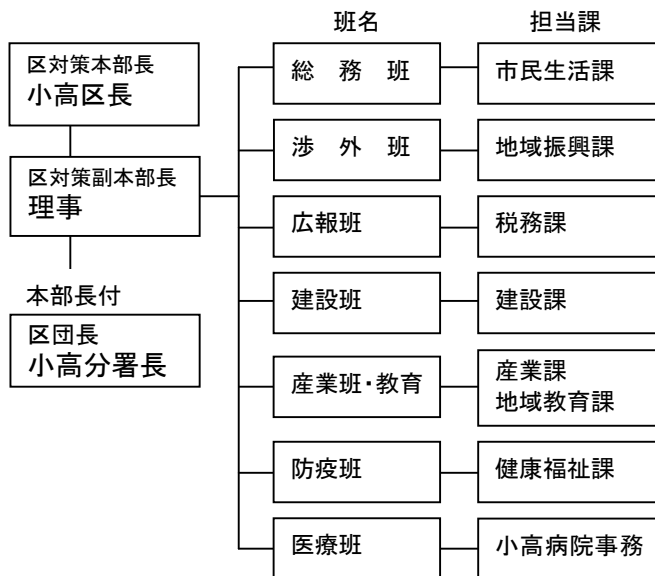 班名
担当課
区対策本部長
小高区長
区対策副本部長
理事
本部長付
区団長
小高分署長
総　務　班
市民生活課
渉　外　班
地域振興課
広報班
税務課
建設班
建設課
産業班・教育
産業課
地域教育課
防疫班
健康福祉課
医療班
小高病院事務